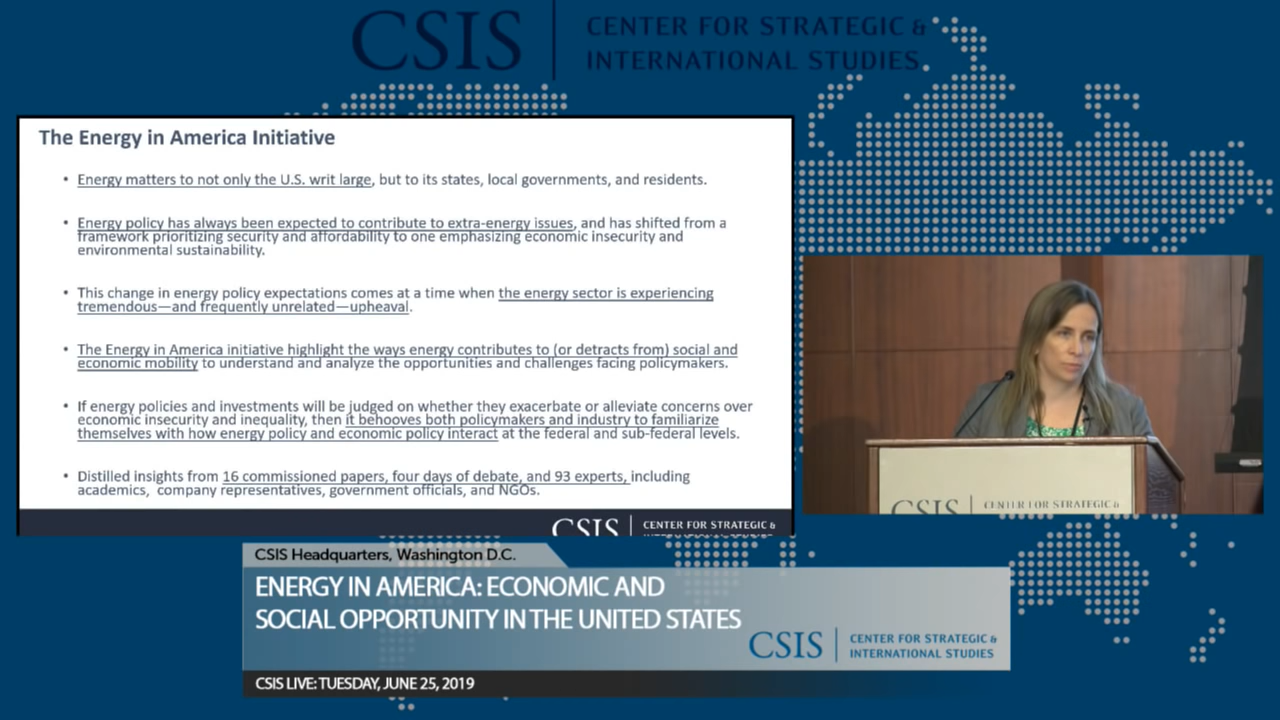 CSIS
CENTER FOR STRATEGIC &
INTERNATIONAL STUDIES
The Energy in America Initiative
• Energy matters to not only the U.S. writ large, but to its states, local governments, and residents.
• Energy policy has always been expected to contribute to extra-energy issues, and has shifted from a
framework prioritizing security and affordability to one emphasizing economic insecurity and
environmental sustainability.
• This change in energy policy expectations comes at a time when the energy sector is experiencing
tremendous—and frequently unrelated—upheaval.
• The Energy in America initiative highlight the ways energy contributes to (or detracts from) social and
economic mobility to understand and analyze the opportunities and challenges facing policymakers.
• If energy policies and investments will be judged on whether they exacerbate or alleviate concerns over
economic insecurity and inequality, then it behooves both policymakers and industry to familiarize
themselves with how energy policy and economic policy interact at the federal and sub-federal levels.
• Distilled insights from 16 commissioned papers, four days of debate, and 93 experts, including
academics, company representatives, government officials, and NGOs.
CSIS
CENTER FOR STRATEGIC &
CSIS
CENTER FOR STRATEGIC &
CSIS Headquarters, Washington D.C.
ENERGY IN AMERICA: ECONOMIC AND
SOCIAL OPPORTUNITY IN THE UNITED STATES
CSIS
CENTER FOR STRATEGIC &
INTERNATIONAL STUDIES
CSIS LIVE: TUESDAY, JUNE 25, 2019